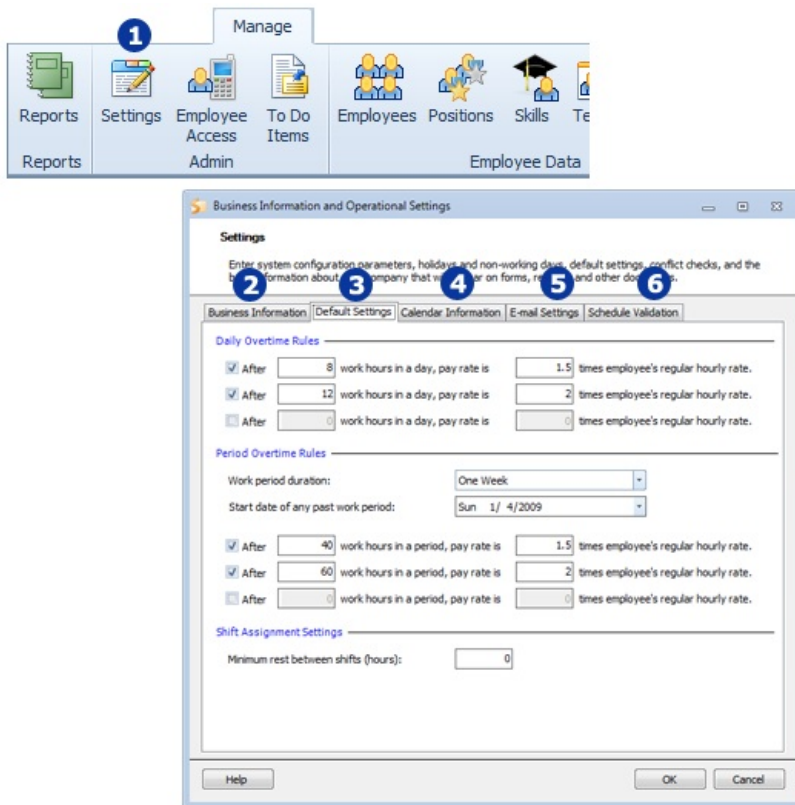 1
Manage
Reports
Settings
Employee Access
To Do Items
Employees
Positions
Skills
Te
Reports
Admin
Employee Data
Business Information and Operational Settings
Settings
Enter system configuration parameters, holidays and non-working days, default settings, conflict checks, and the
information about company that on forms, and other
2
3
4
5
6
Business Information
Default Settings
Calendar Information
E-mail Settings
Schedule Validation
Daily Overtime Rules
After 8 work hours in a day, pay rate is 1.5 times employee's regular hourly rate.
After 12 work hours in a day, pay rate is 2 times employee's regular hourly rate.
After 0 work hours in a day, pay rate is 0 times employee's regular hourly rate.
Period Overtime Rules
Work period duration: One Week
Start date of any past work period: Sun 1/ 4/2009
After 40 work hours in a period, pay rate is 1.5 times employee's regular hourly rate.
After 60 work hours in a period, pay rate is 2 times employee's regular hourly rate.
After 0 work hours in a period, pay rate is 0 times employee's regular hourly rate.
Shift Assignment Settings
Minimum rest between shifts (hours): 0
Help
OK
Cancel